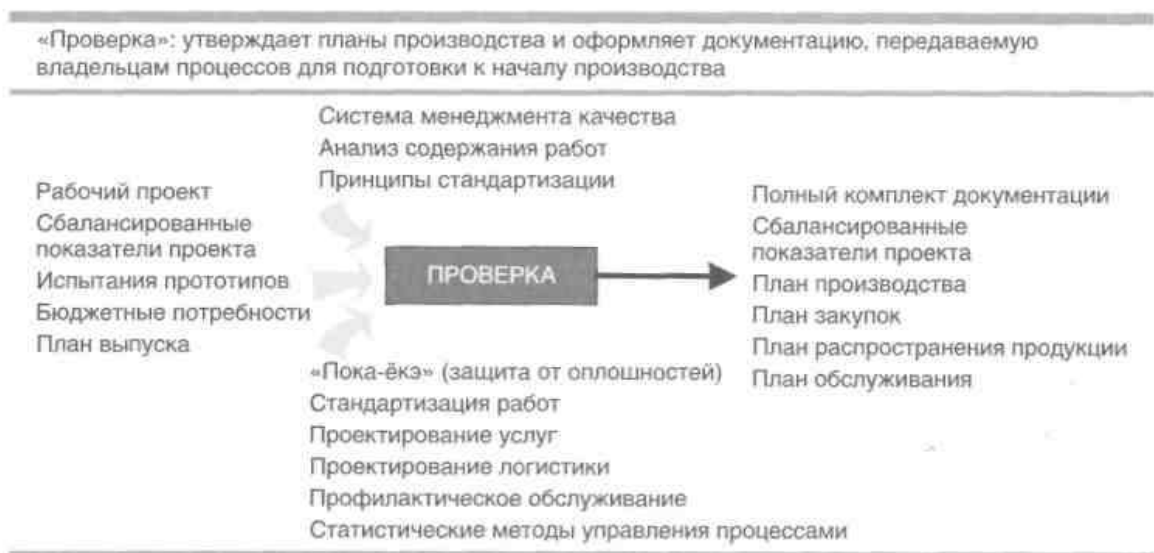 «Проверка»: утверждает планы производства и оформляет документацию, передаваемую
владельцам процессов для подготовки к началу производства
Система менеджмента качества
Анализ содержания работ
Принципы стандартизации
Рабочий проект
Сбалансированные
показатели проекта
Испытания прототипов
Бюджетные потребности
План выпуска
ПРОВЕРКА
Полный комплект документации
Сбалансированные
показатели проекта
План производства
План закупок
План распространения продукции
План обслуживания
«Пока-ёкэ» (защита от оплошностей)
Стандартизация работ
Проектирование услуг
Проектирование логистики
Профилактическое обслуживание
Статистические методы управления процессами